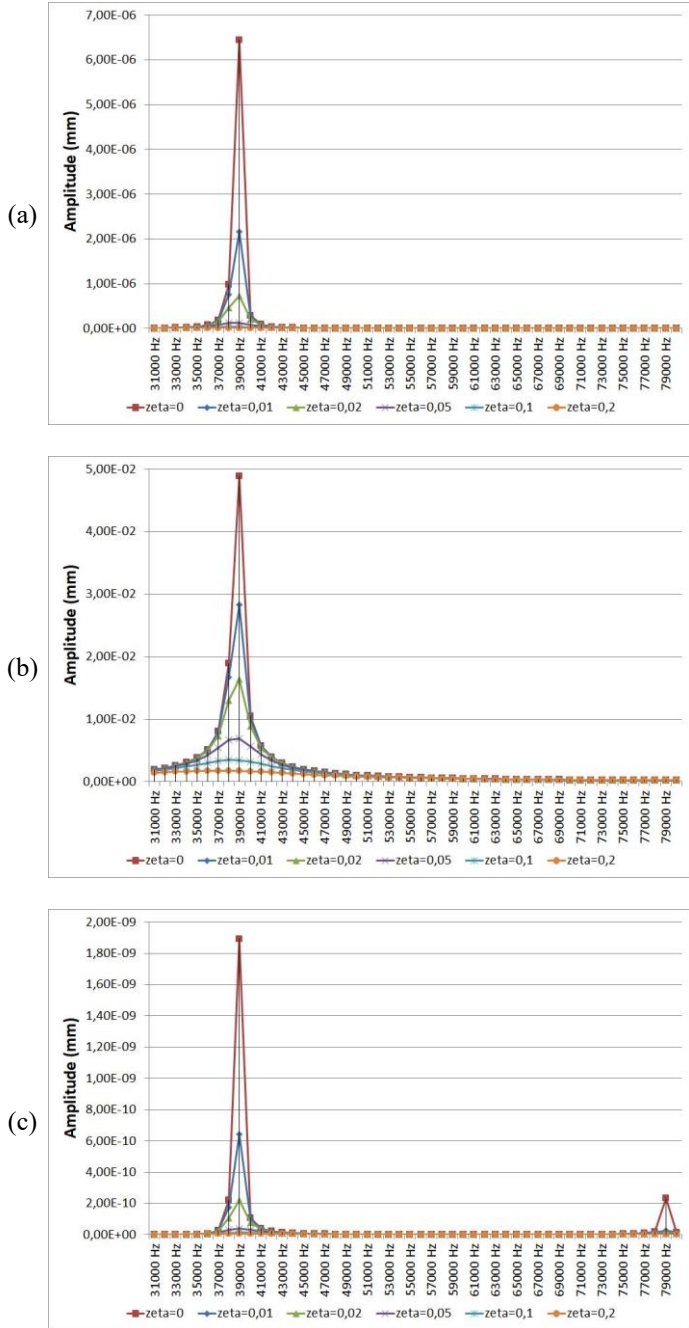 (a)
Amplitude (mm)
7,00E-06
6,00E-06
5,00E-06
4,00E-06
3,00E-06
2,00E-06
1,00E-06
0,00E+00
31000 Hz
33000 Hz
35000 Hz
37000 Hz
39000 Hz
41000 Hz
43000 Hz
45000 Hz
47000 Hz
49000 Hz
51000 Hz
53000 Hz
55000 Hz
57000 Hz
59000 Hz
61000 Hz
63000 Hz
65000 Hz
67000 Hz
69000 Hz
71000 Hz
73000 Hz
75000 Hz
77000 Hz
79000 Hz
zeta=0 zeta=0,01 zeta=0,02 zeta=0,05 zeta=0,1 zeta=0,2
(b)
Amplitude (mm)
5,00E-02
4,00E-02
3,00E-02
2,00E-02
1,00E-02
0,00E+00
31000 Hz
33000 Hz
35000 Hz
37000 Hz
39000 Hz
41000 Hz
43000 Hz
45000 Hz
47000 Hz
49000 Hz
51000 Hz
53000 Hz
55000 Hz
57000 Hz
59000 Hz
61000 Hz
63000 Hz
65000 Hz
67000 Hz
69000 Hz
71000 Hz
73000 Hz
75000 Hz
77000 Hz
79000 Hz
zeta=0 zeta=0,01 zeta=0,02 zeta=0,05 zeta=0,1 zeta=0,2
(c)
Amplitude (mm)
2,00E-09
1,80E-09
1,60E-09
1,40E-09
1,20E-09
1,00E-09
8,00E-10
6,00E-10
4,00E-10
2,00E-10
0,00E+00
31000 Hz
33000 Hz
35000 Hz
37000 Hz
39000 Hz
41000 Hz
43000 Hz
45000 Hz
47000 Hz
49000 Hz
51000 Hz
53000 Hz
55000 Hz
57000 Hz
59000 Hz
61000 Hz
63000 Hz
65000 Hz
67000 Hz
69000 Hz
71000 Hz
73000 Hz
75000 Hz
77000 Hz
79000 Hz
zeta=0 zeta=0,01 zeta=0,02 zeta=0,05 zeta=0,1 zeta=0,2